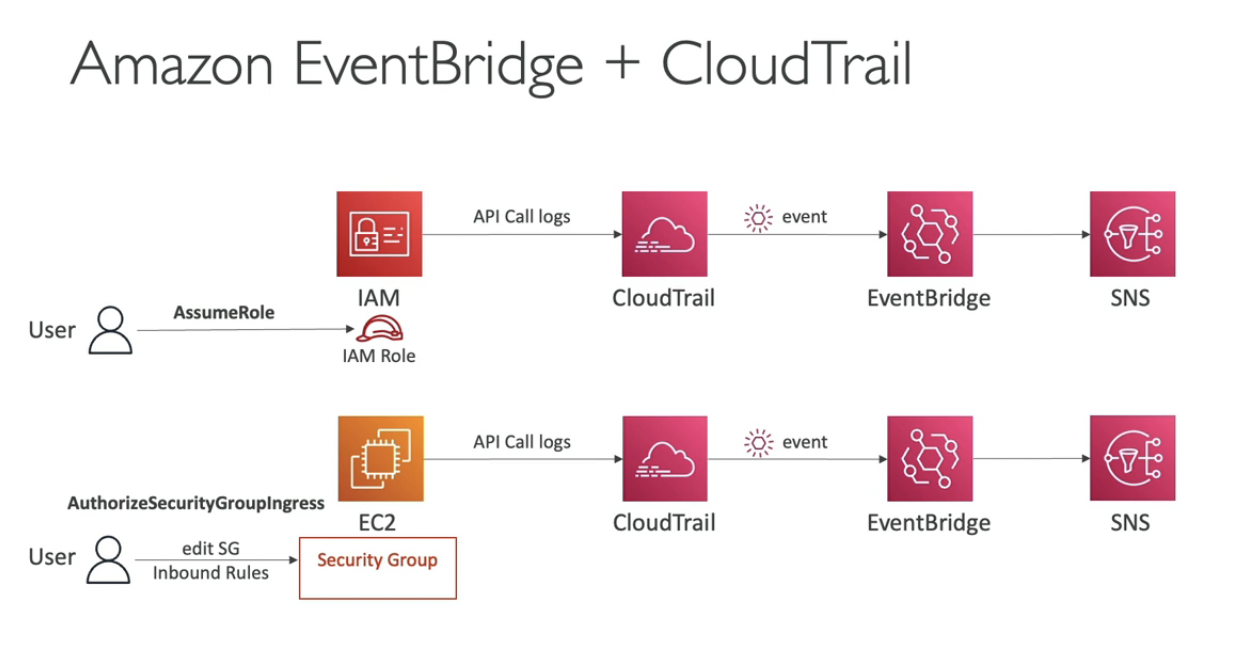 Amazon EventBridge + CloudTrail
API Call logs
event
IAM
CloudTrail
EventBridge
SNS
User
AssumeRole
IAM Role
API Call logs
event
AuthorizeSecurityGroupIngress
EC2
CloudTrail
EventBridge
SNS
User
edit SG
Inbound Rules
Security Group